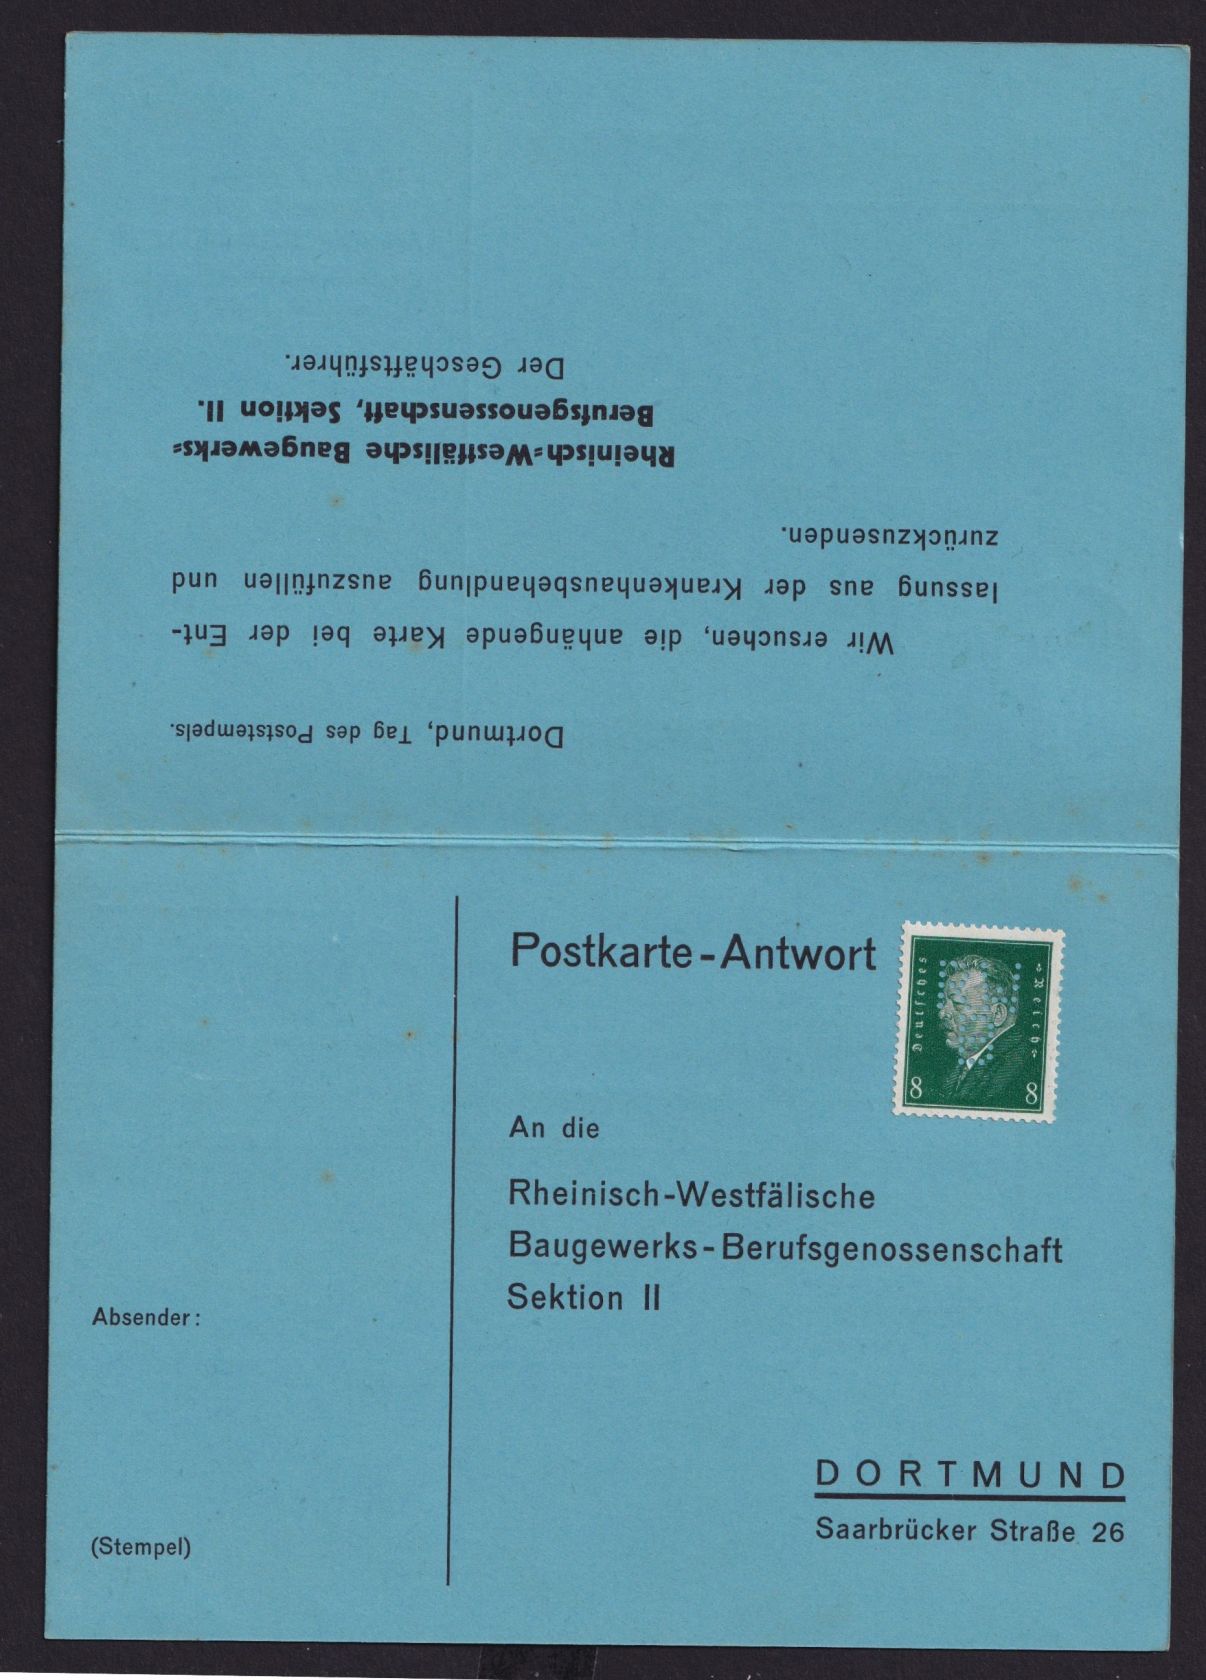 Dortmund, Tag des Poststempels.
Wir ersuchen, die anhängende Karte bei der Ent-
lassung aus der Krankenhausbehandlung auszufüllen und
zurückzusenden.
Rheinisch=Westfälische Baugewerks=
Berufsgenossenschaft, Sektion II.
Der Geschäftsführer.
Postkarte-Antwort
Deutsches
Reich
8 8
An die
Rheinisch-Westfälische
Baugewerks-Berufsgenossenschaft
Sektion II
Absender:
DORTMUND
Saarbrücker Straße 26
(Stempel)